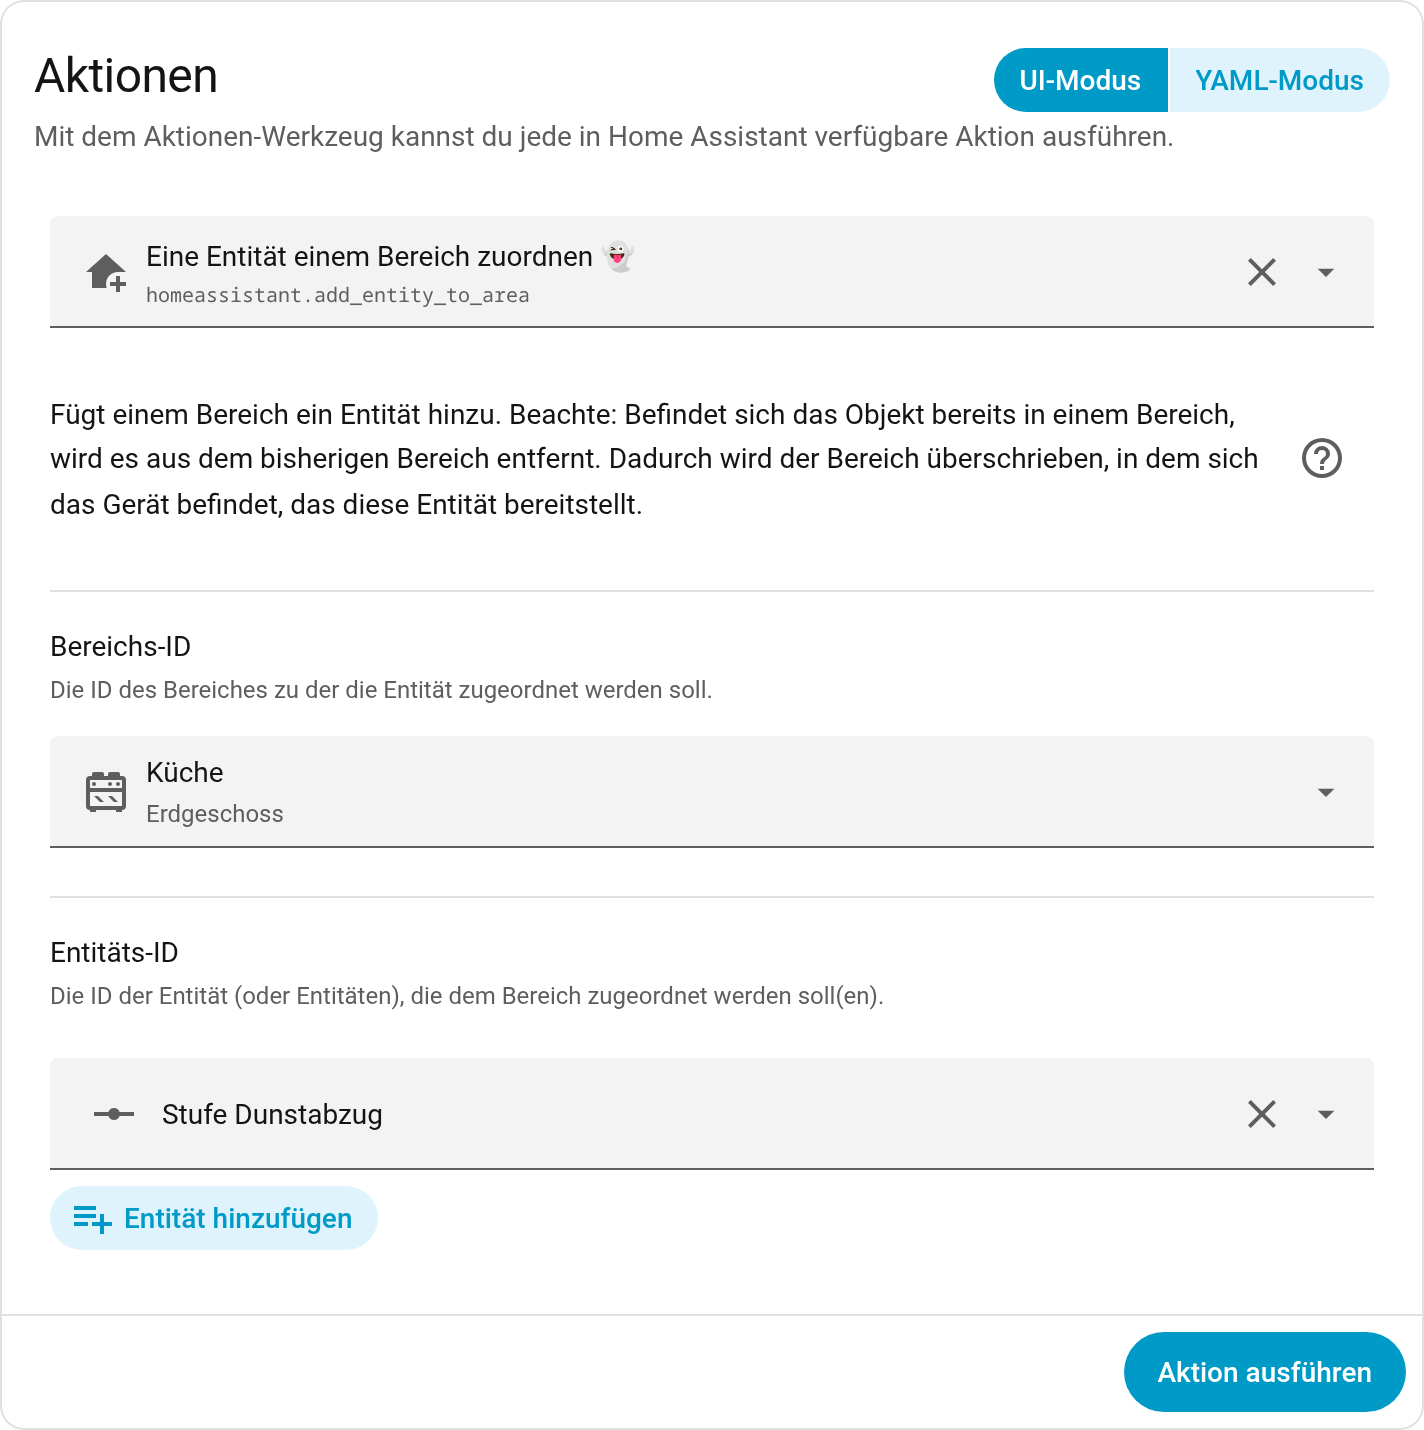 Aktionen
UI-Modus
YAML-Modus
Mit dem Aktionen-Werkzeug kannst du jede in Home Assistant verfügbare Aktion ausführen.
Eine Entität einem Bereich zuordnen 👻
homeassistant.add_entity_to_area
Fügt einem Bereich ein Entität hinzu. Beachte: Befindet sich das Objekt bereits in einem Bereich,
wird es aus dem bisherigen Bereich entfernt. Dadurch wird der Bereich überschrieben, in dem sich
das Gerät befindet, das diese Entität bereitstellt.
Bereichs-ID
Die ID des Bereiches zu der die Entität zugeordnet werden soll.
Küche
Erdgeschoss
Entitäts-ID
Die ID der Entität (oder Entitäten), die dem Bereich zugeordnet werden soll(en).
Stufe Dunstabzug
Entität hinzufügen
Aktion ausführen